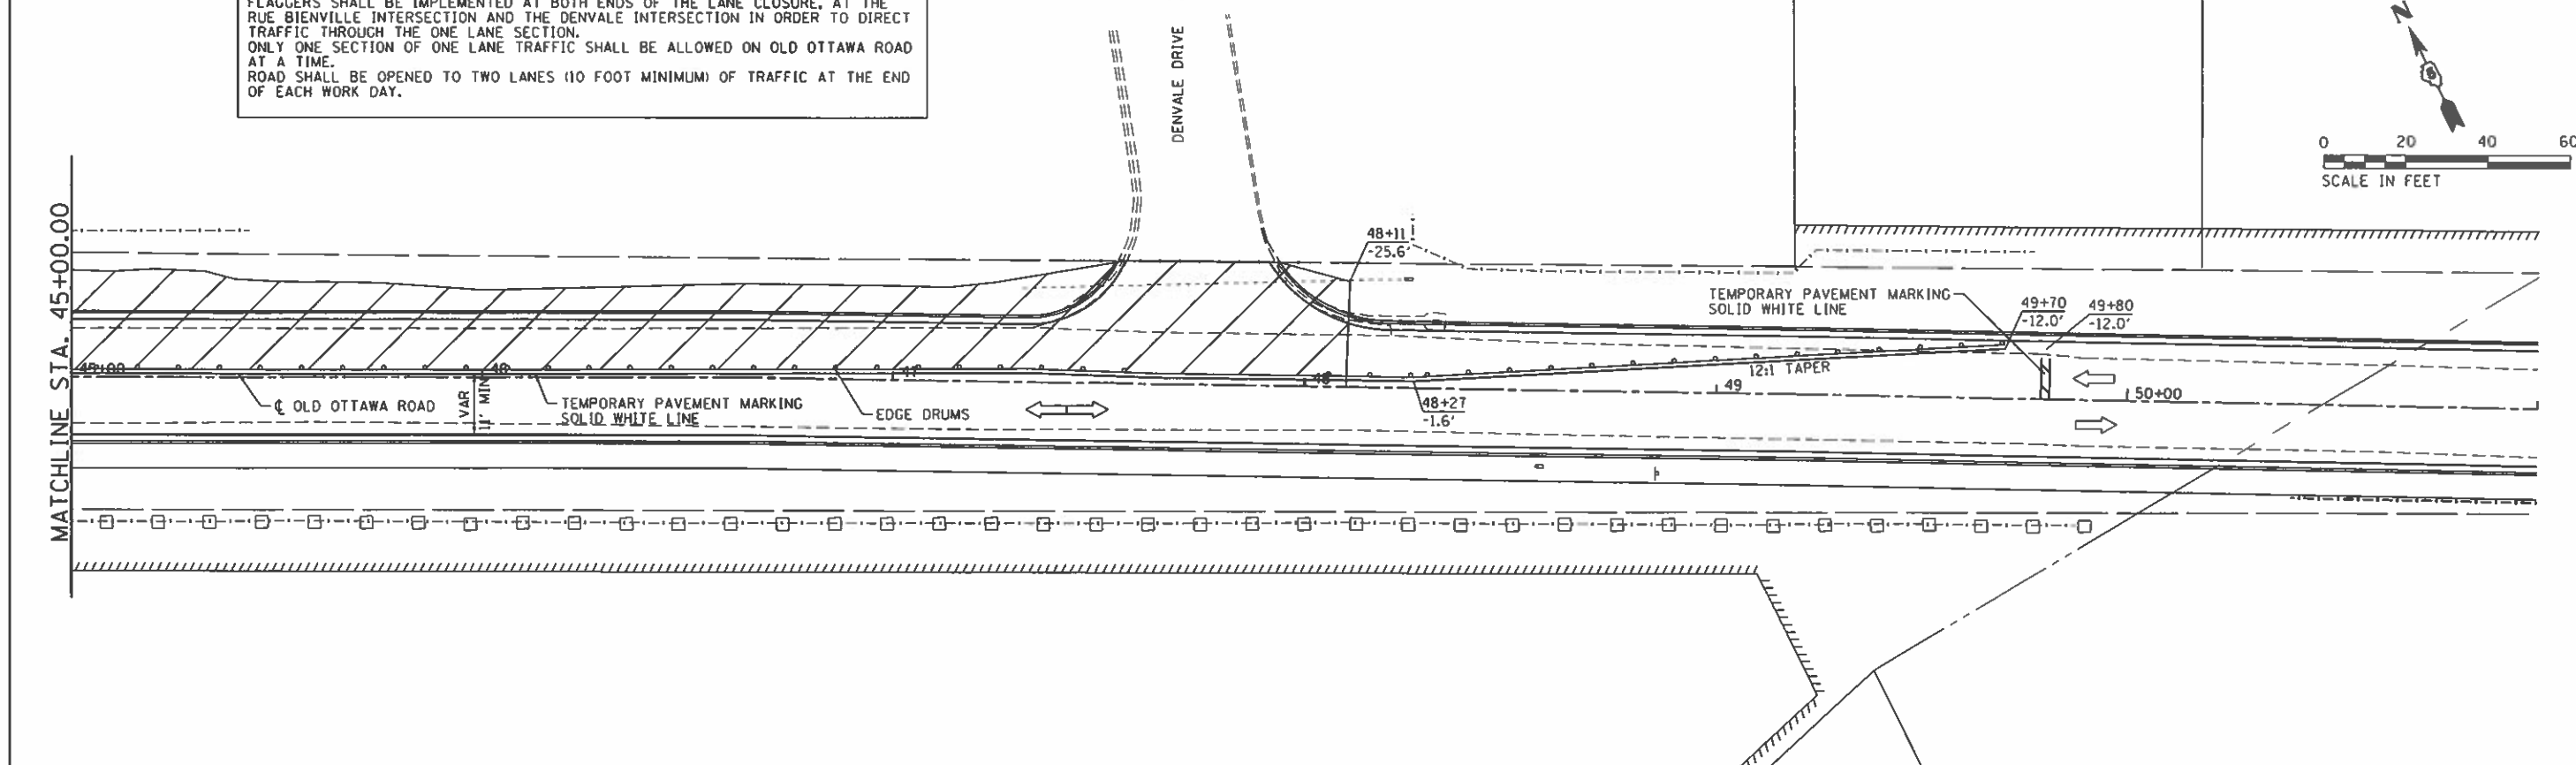 FLAGGERS SHALL BE IMPLEMENTED AT BOTH ENDS OF THE LANE CLOSURE, AT THE
RUE BIENVILLE INTERSECTION AND THE DENVALE INTERSECTION IN ORDER TO DIRECT
TRAFFIC THROUGH THE ONE LANE SECTION.
ONLY ONE SECTION OF ONE LANE TRAFFIC SHALL BE ALLOWED ON OLD OTTAWA ROAD
AT A TIME.
ROAD SHALL BE OPENED TO TWO LANES (10 FOOT MINIMUM) OF TRAFFIC AT THE END
OF EACH WORK DAY.
DENVALE DRIVE
N
0 20 40 60
SCALE IN FEET
MATCHLINE STA. 45+00.00
48+11
-25.6'
TEMPORARY PAVEMENT MARKING
SOLID WHITE LINE
49+70
-12.0'
49+80
-12.0'
45+00
46
47
48
12:1 TAPER
49
50+00
℄ OLD OTTAWA ROAD
VAR
11' MIN
TEMPORARY PAVEMENT MARKING
SOLID WHITE LINE
EDGE DRUMS
48+27
-1.6'